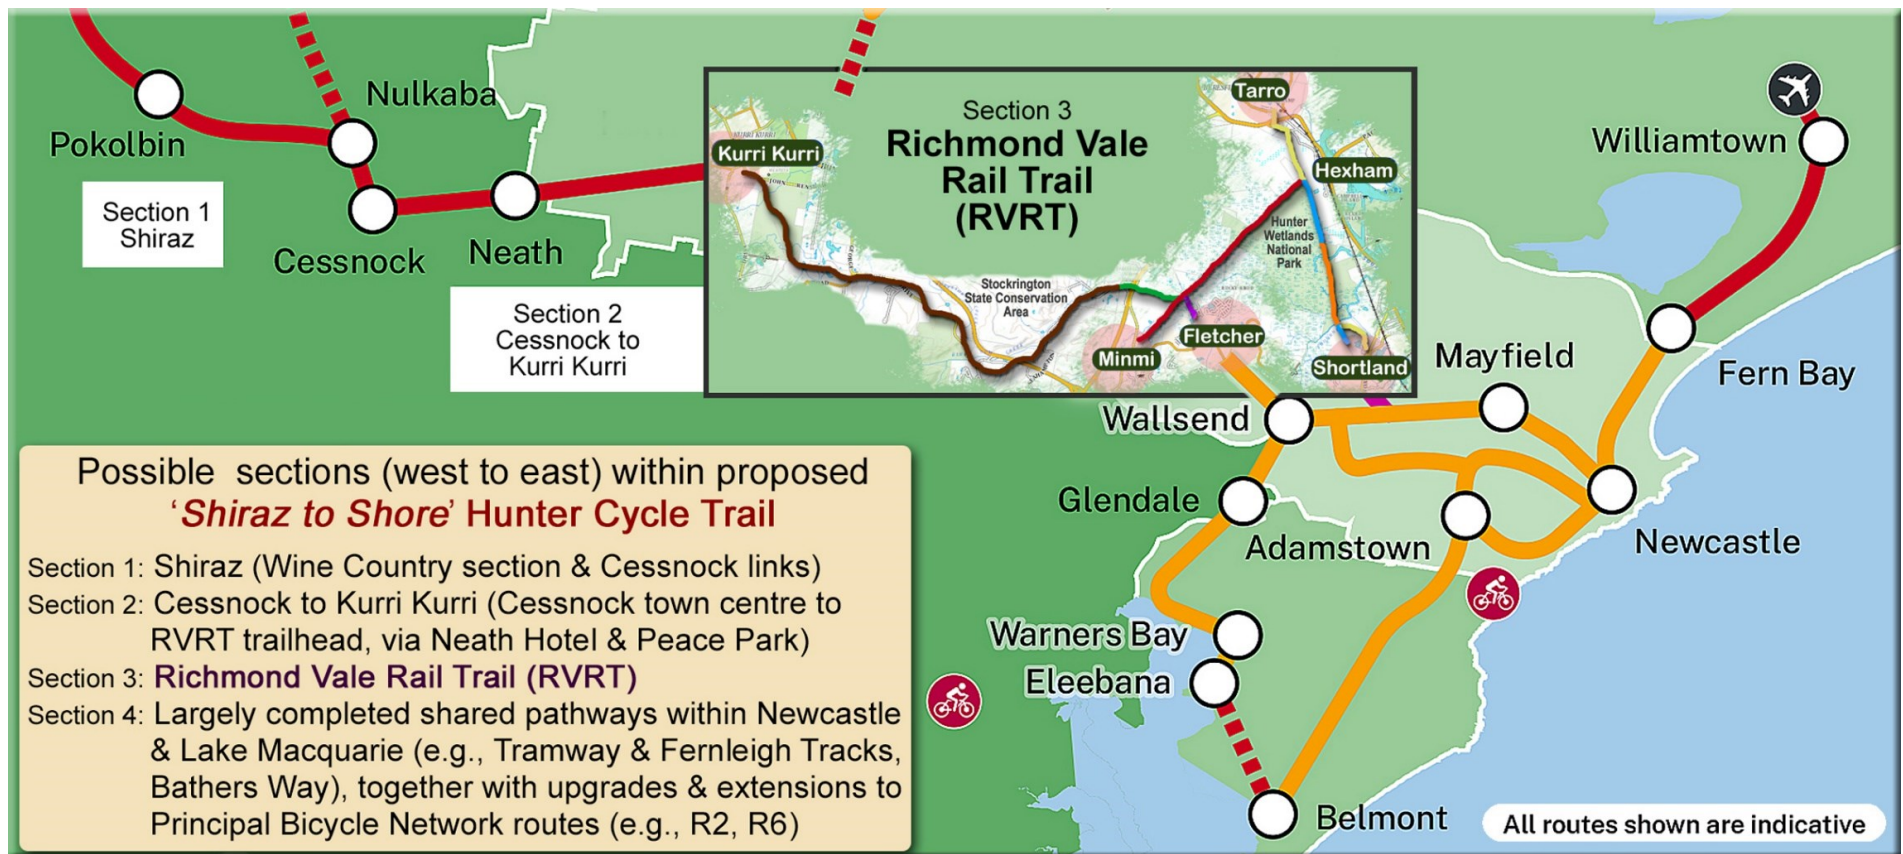 Pokolbin
Nulkaba
Cessnock
Neath
Section 1
Shiraz
Section 2
Cessnock to
Kurri Kurri
Section 3
Richmond Vale
Rail Trail
(RVRT)
Kurri Kurri
Tarro
Hexham
Hunter
Wetlands
National
Park
Stockrington
State Conservation
Area
Minmi
Fletcher
Shortland
Williamtown
Fern Bay
Mayfield
Wallsend
Glendale
Adamstown
Newcastle
Warners Bay
Eleebana
Belmont
Possible sections (west to east) within proposed
‘Shiraz to Shore’ Hunter Cycle Trail
Section 1: Shiraz (Wine Country section & Cessnock links)
Section 2: Cessnock to Kurri Kurri (Cessnock town centre to
RVRT trailhead, via Neath Hotel & Peace Park)
Section 3: Richmond Vale Rail Trail (RVRT)
Section 4: Largely completed shared pathways within Newcastle
& Lake Macquarie (e.g., Tramway & Fernleigh Tracks,
Bathers Way), together with upgrades & extensions to
Principal Bicycle Network routes (e.g., R2, R6)
All routes shown are indicative